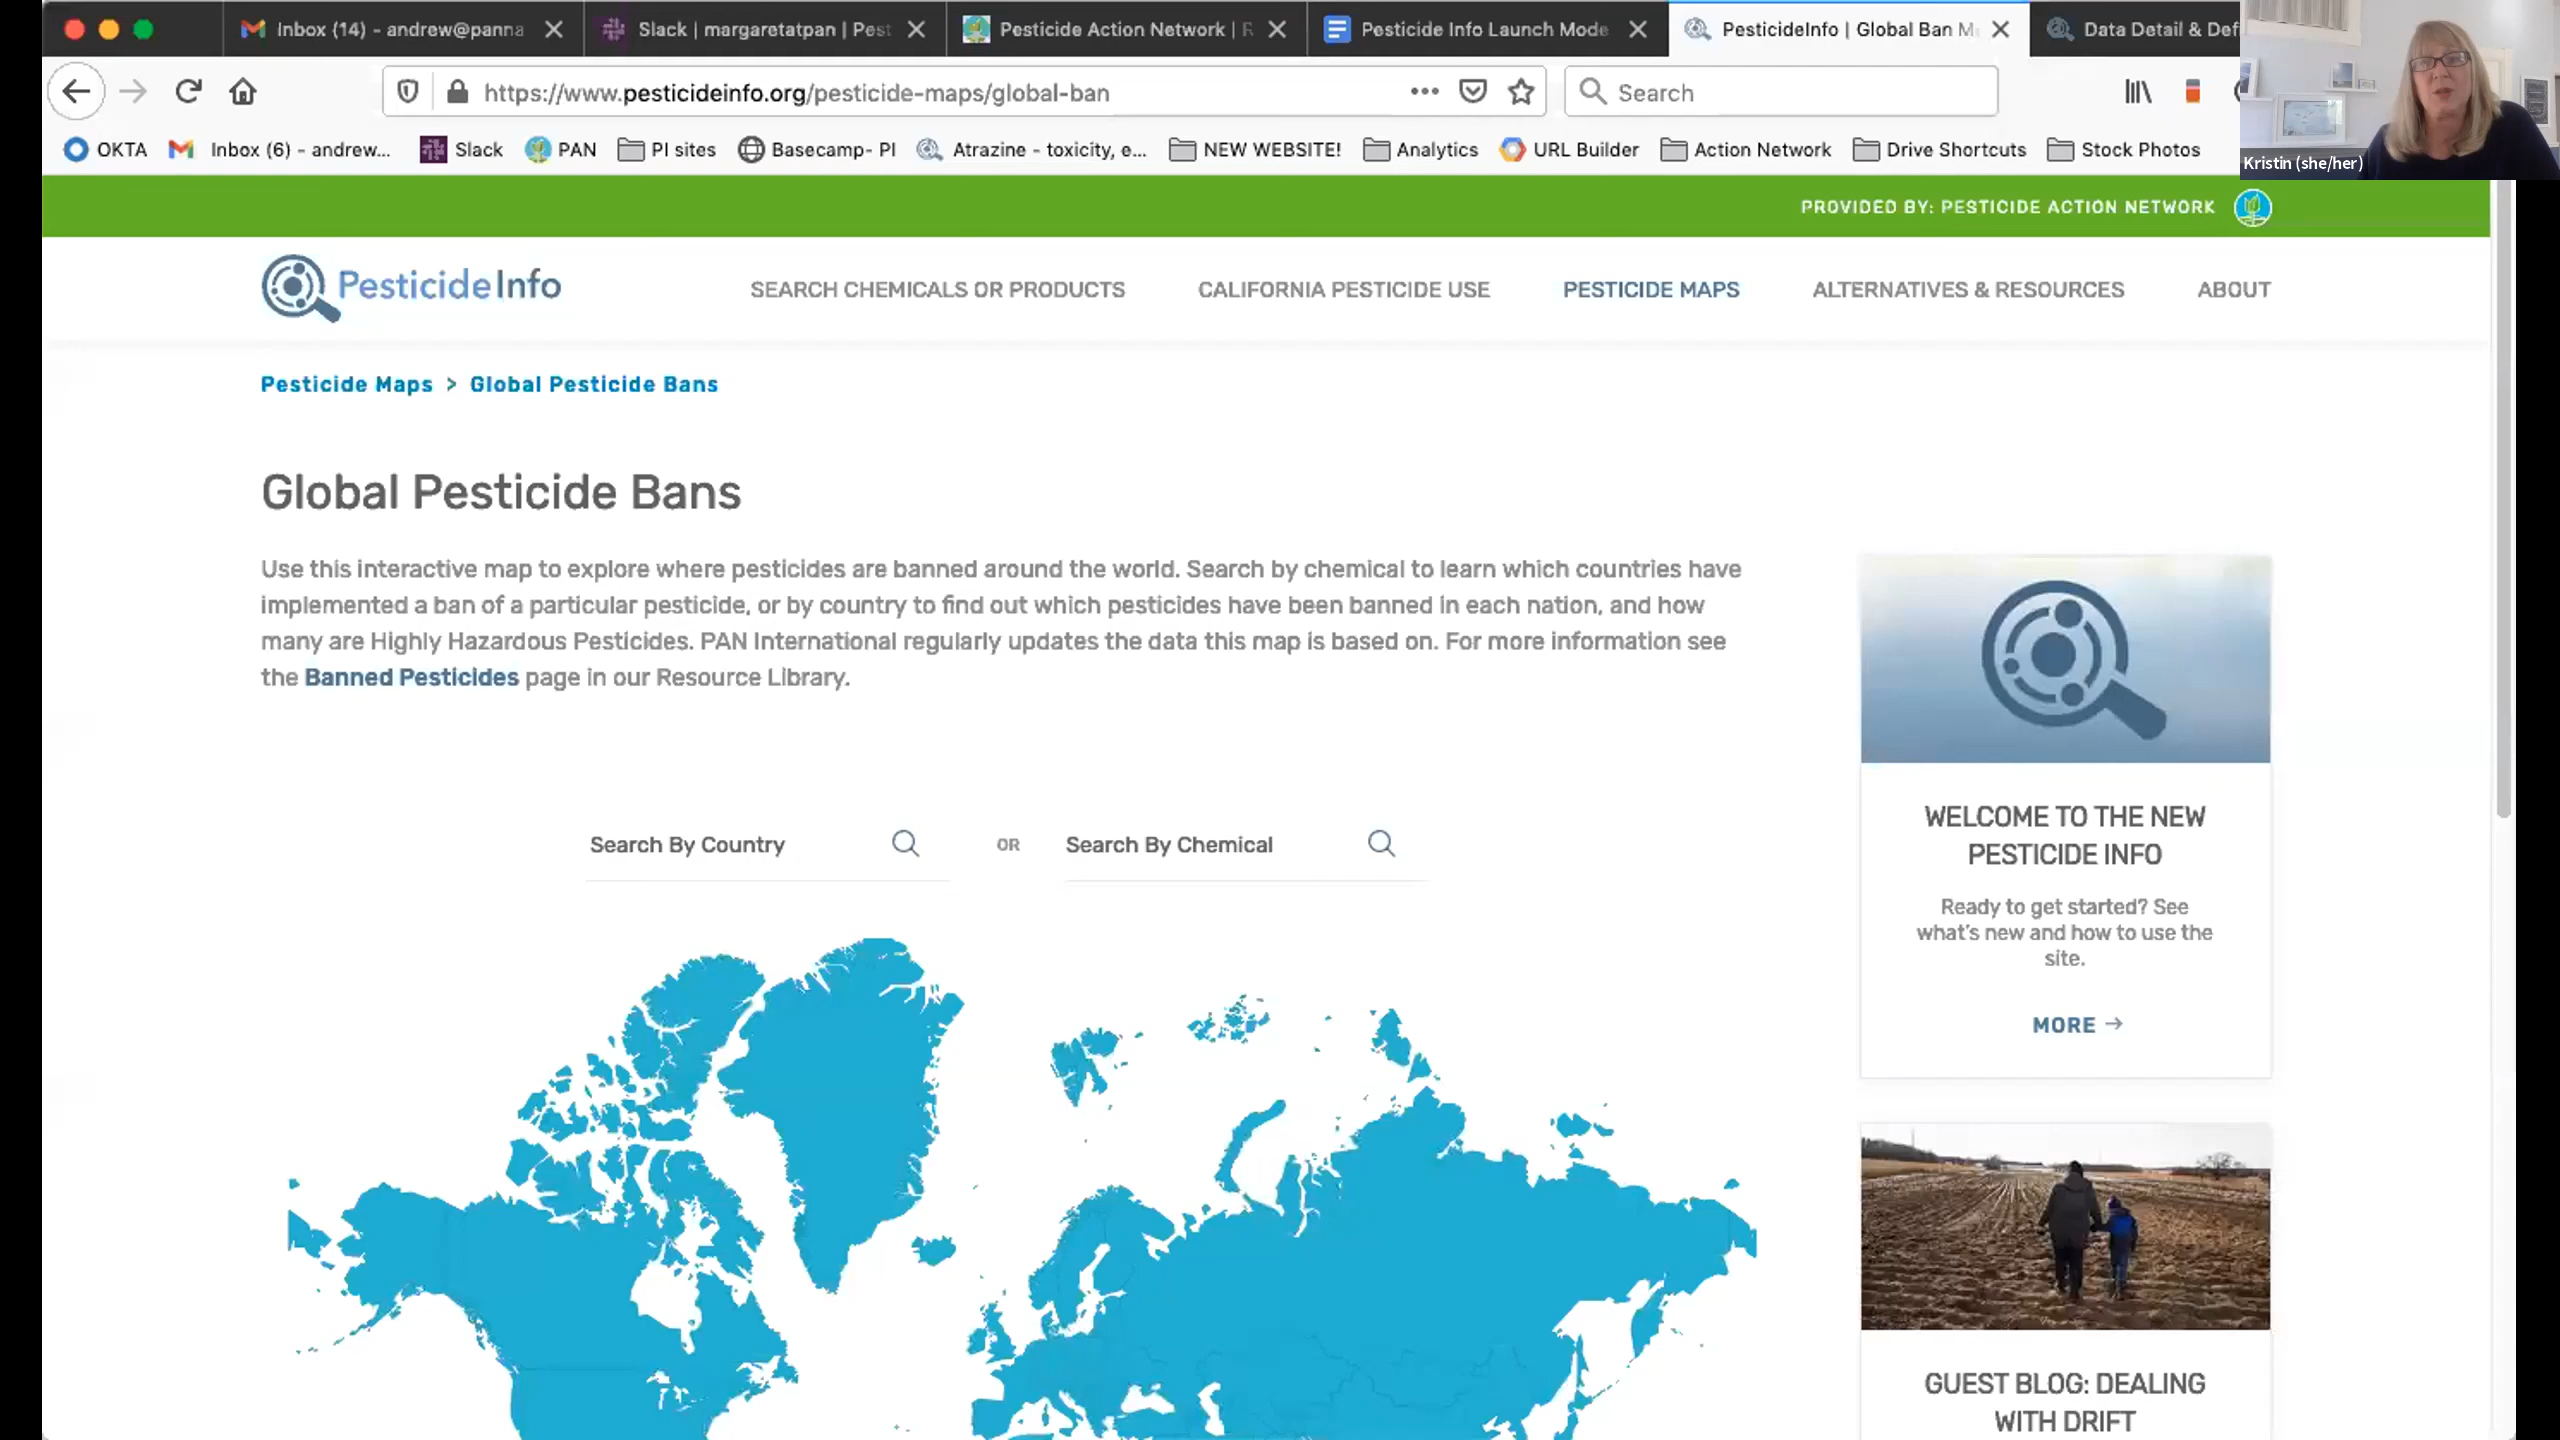 Inbox (14) - andrew@panna
Slack | margaretatpan | Pest
Pesticide Action Network | R
Pesticide Info Launch Mode
PesticideInfo | Global Ban M
Data Detail & Def
https://www.pesticideinfo.org/pesticide-maps/global-ban
Search
Kristin (she/her)
OKTA
Inbox (6) - andrew...
Slack
PAN
PI sites
Basecamp- PI
Atrazine - toxicity, e...
NEW WEBSITE!
Analytics
URL Builder
Action Network
Drive Shortcuts
Stock Photos
PROVIDED BY: PESTICIDE ACTION NETWORK
PesticideInfo
SEARCH CHEMICALS OR PRODUCTS
CALIFORNIA PESTICIDE USE
PESTICIDE MAPS
ALTERNATIVES & RESOURCES
ABOUT
Pesticide Maps > Global Pesticide Bans
Global Pesticide Bans
Use this interactive map to explore where pesticides are banned around the world. Search by chemical to learn which countries have
implemented a ban of a particular pesticide, or by country to find out which pesticides have been banned in each nation, and how
many are Highly Hazardous Pesticides. PAN International regularly updates the data this map is based on. For more information see
the Banned Pesticides page in our Resource Library.
Search By Country
OR
Search By Chemical
WELCOME TO THE NEW
PESTICIDE INFO
Ready to get started? See
what's new and how to use the
site.
MORE →
GUEST BLOG: DEALING
WITH DRIFT